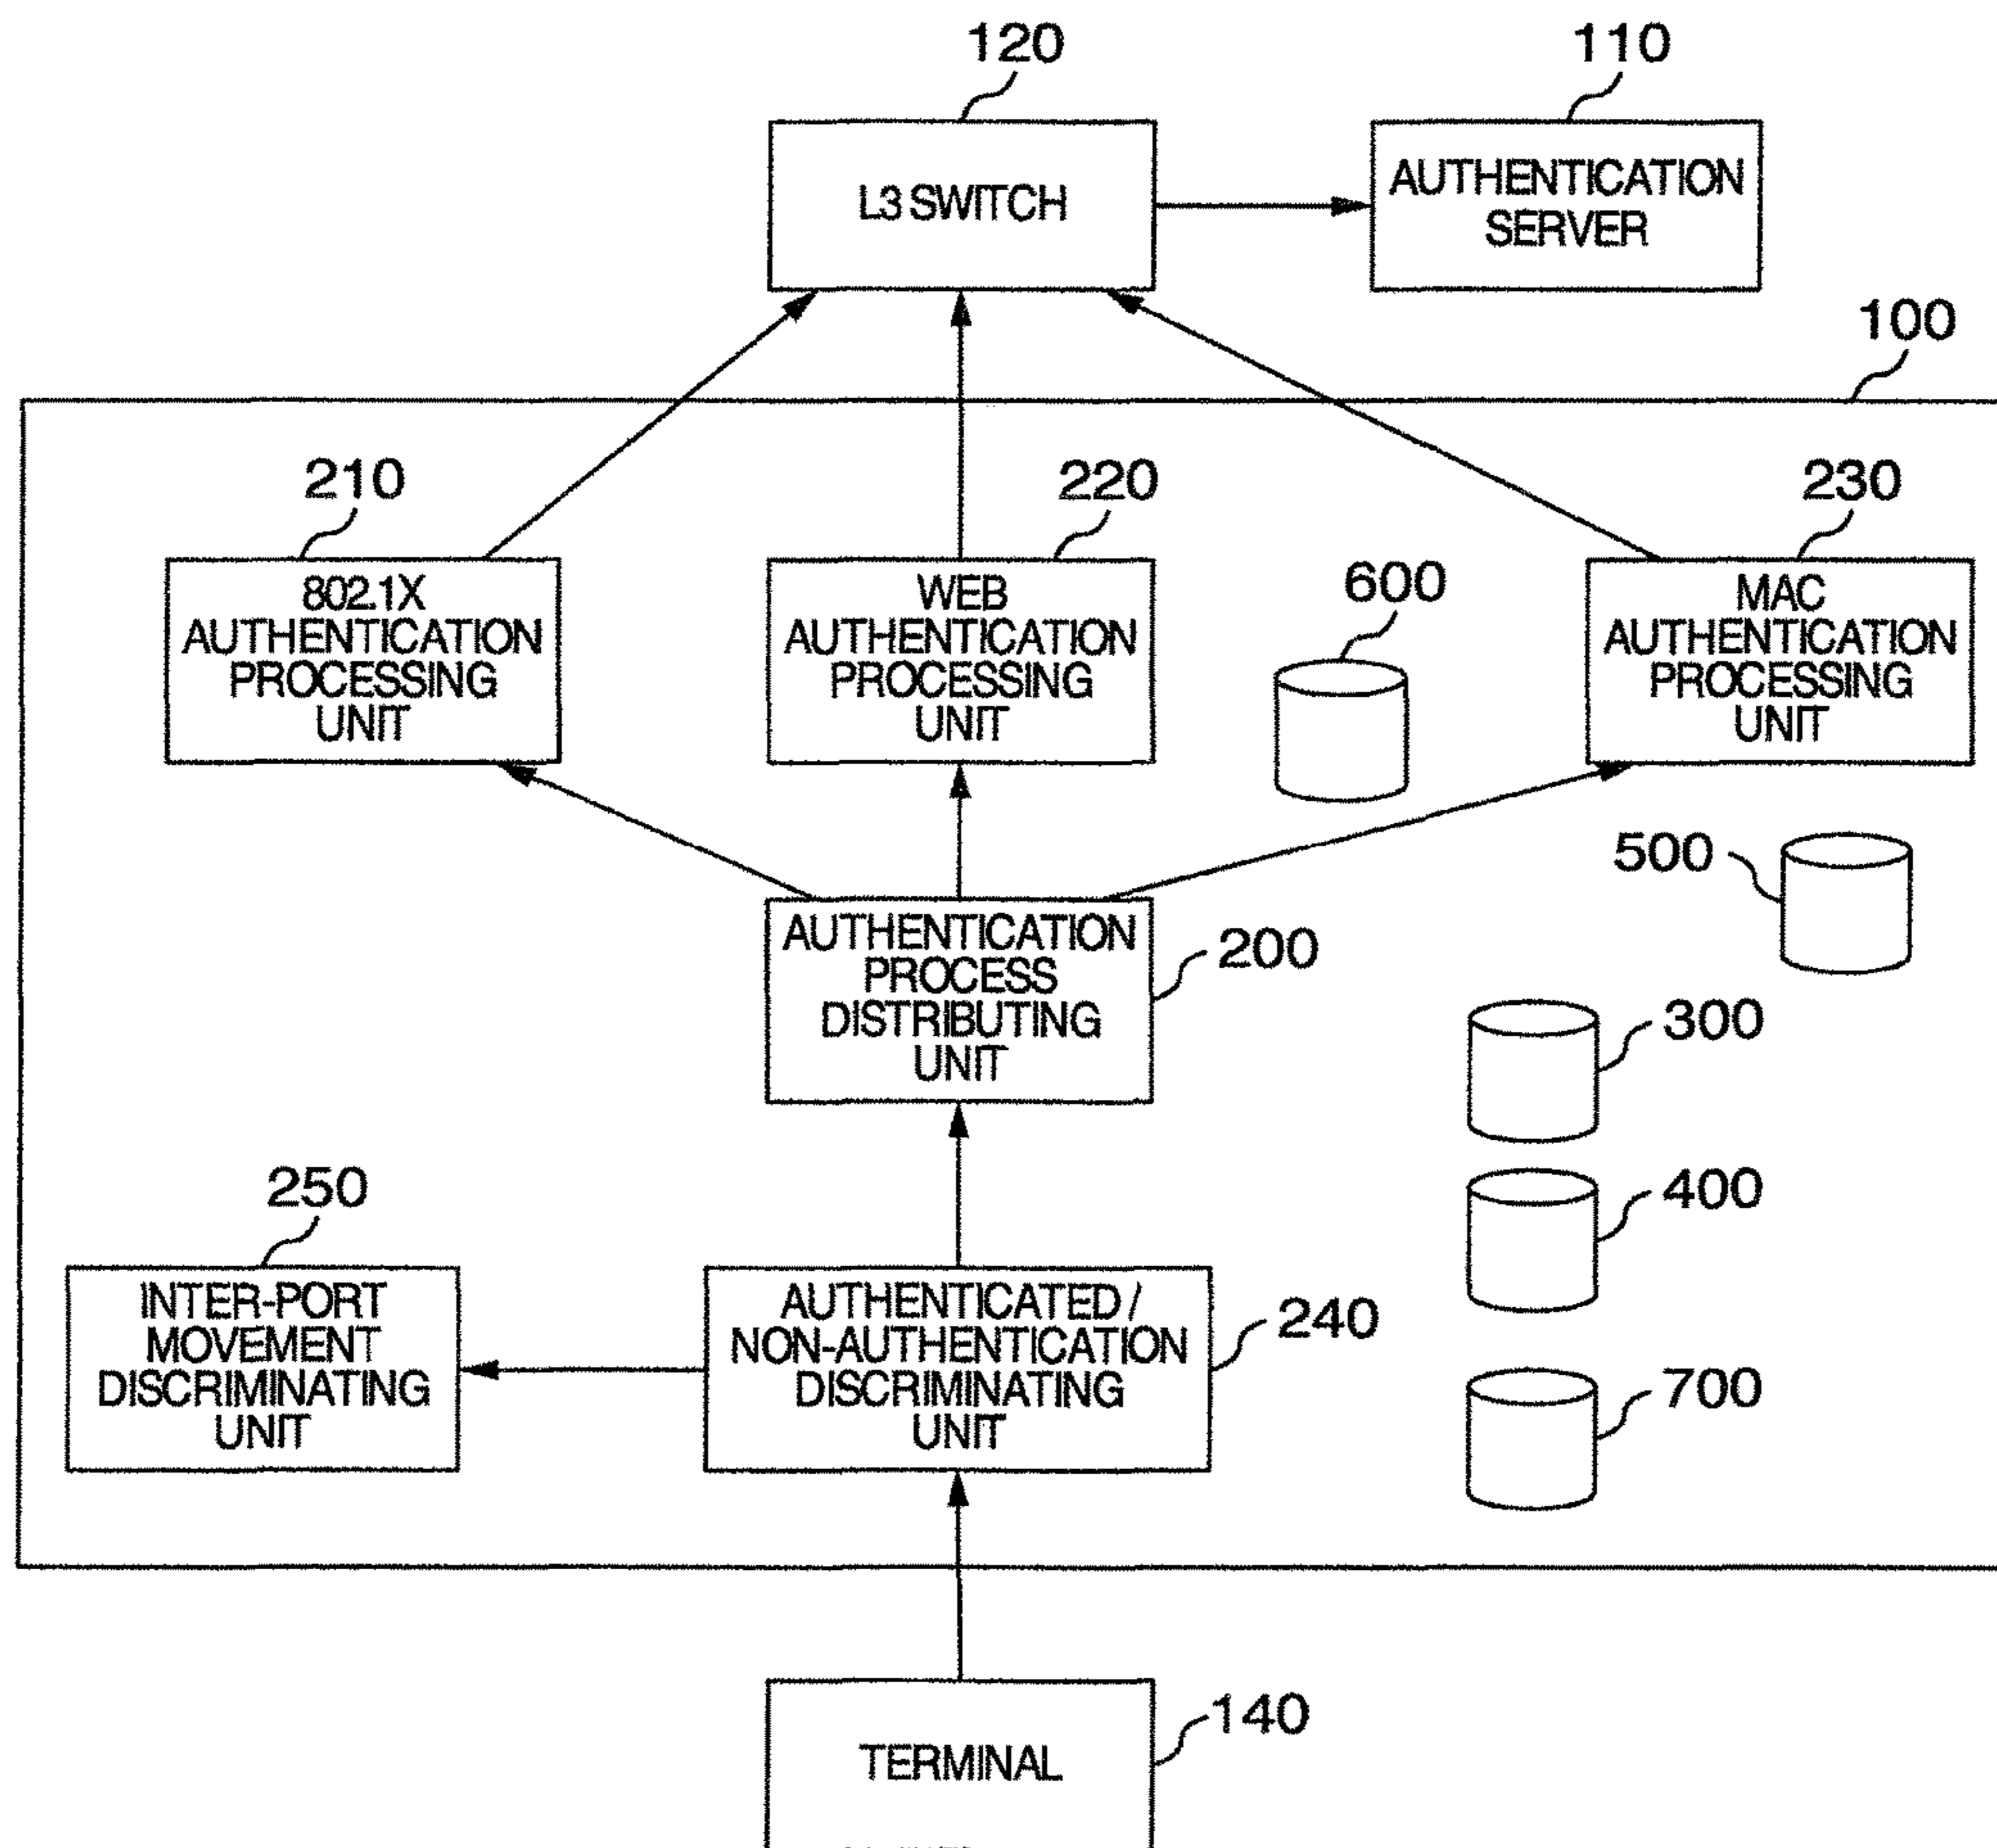 120
110
L3 SWITCH
AUTHENTICATION
SERVER
100
210
220
230
802.1X
AUTHENTICATION
PROCESSING
UNIT
WEB
AUTHENTICATION
PROCESSING
UNIT
600
MAC
AUTHENTICATION
PROCESSING
UNIT
500
AUTHENTICATION
PROCESS
DISTRIBUTING
UNIT
200
300
250
400
INTER-PORT
MOVEMENT
DISCRIMINATING
UNIT
AUTHENTICATED /
NON-AUTHENTICATION
DISCRIMINATING
UNIT
240
700
140
TERMINAL